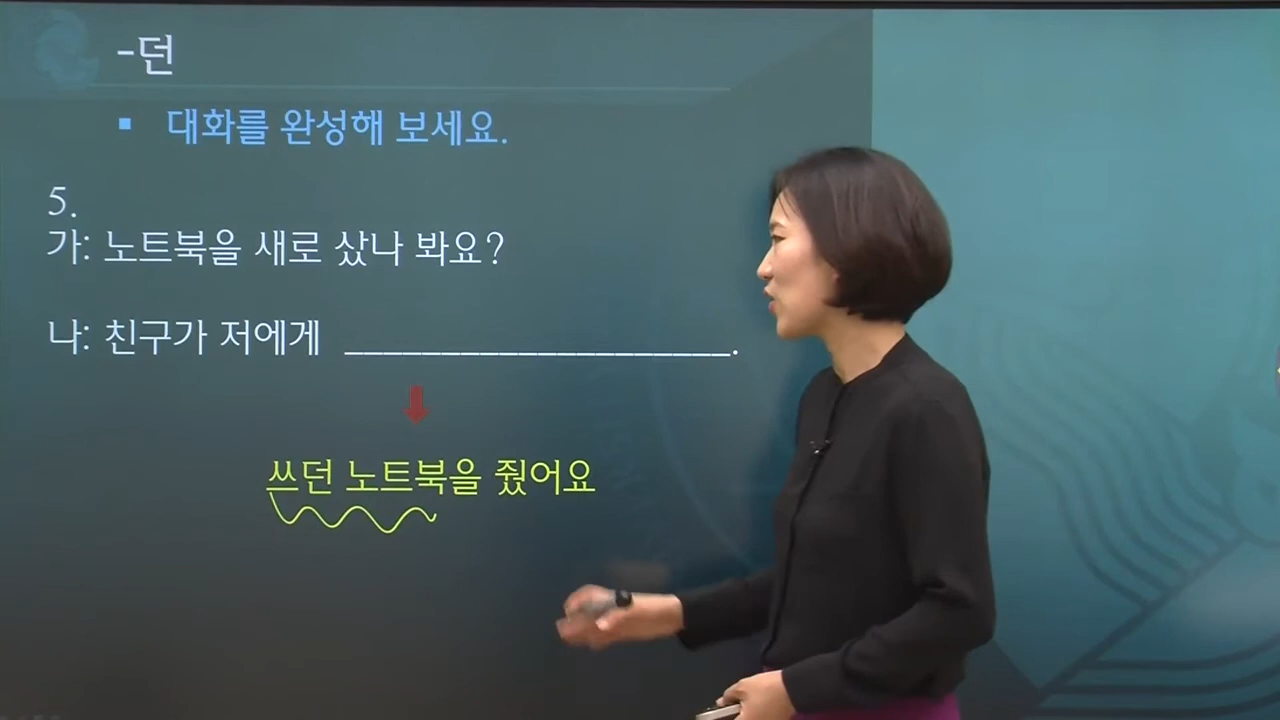 -던
▪ 대화를 완성해 보세요.
5.
가: 노트북을 새로 샀나 봐요?
나: 친구가 저에게 ____________________.
쓰던 노트북을 줬어요